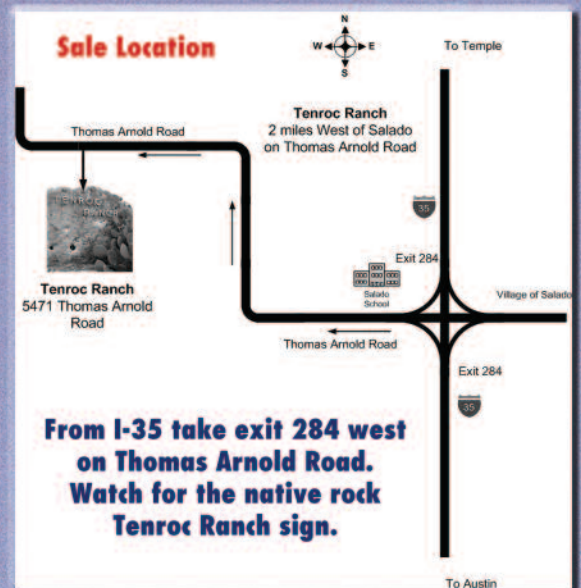 Sale Location
N
W E
S
To Temple
Tenroc Ranch
2 miles West of Salado
on Thomas Arnold Road
Thomas Arnold Road
TENROC
RANCH
35
Exit 284
Tenroc Ranch
5471 Thomas Arnold
Road
Salado
School
Village of Salado
Thomas Arnold Road
Exit 284
35
From I-35 take exit 284 west
on Thomas Arnold Road.
Watch for the native rock
Tenroc Ranch sign.
To Austin